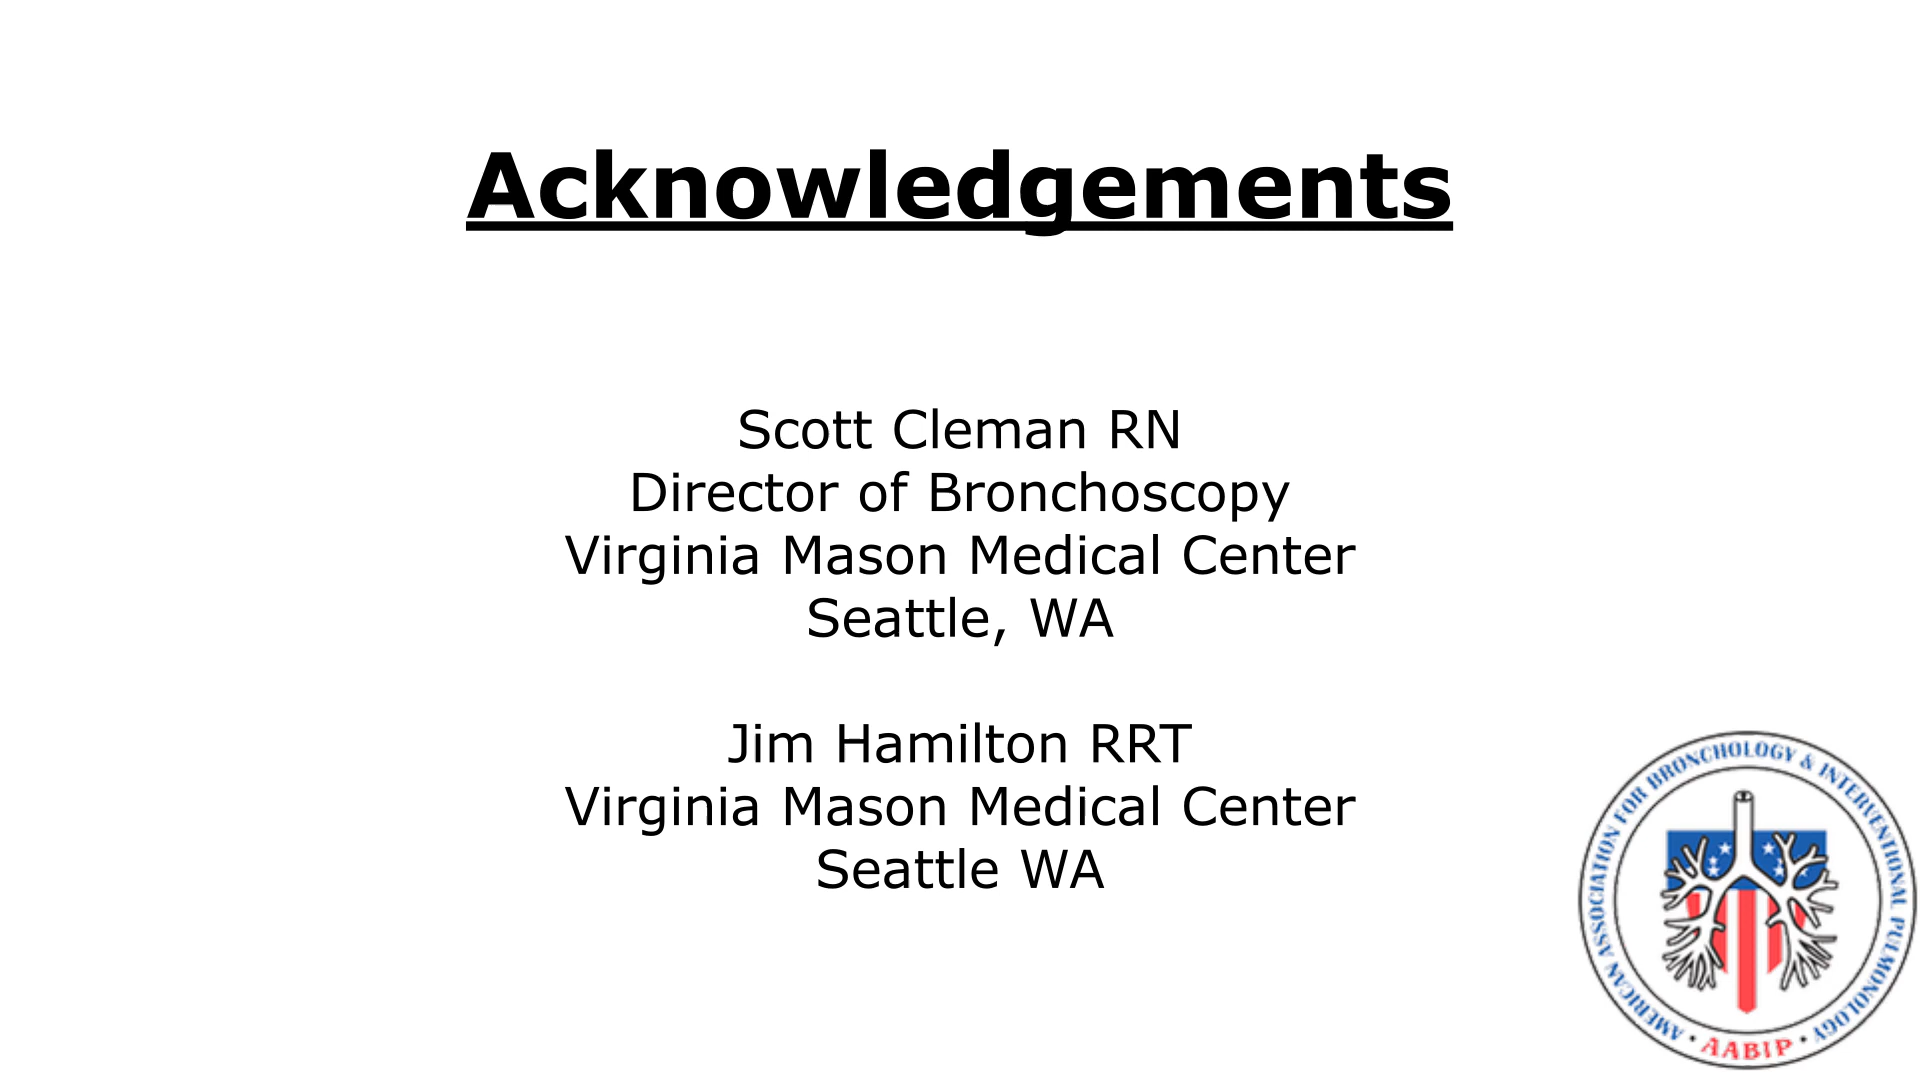 Acknowledgements
Scott Cleman RN
Director of Bronchoscopy
Virginia Mason Medical Center
Seattle, WA
Jim Hamilton RRT
Virginia Mason Medical Center
Seattle WA
AMERICAN ASSOCIATION FOR BRONCHOLOGY & INTERVENTIONAL PULMONOLOGY
• AABIP •